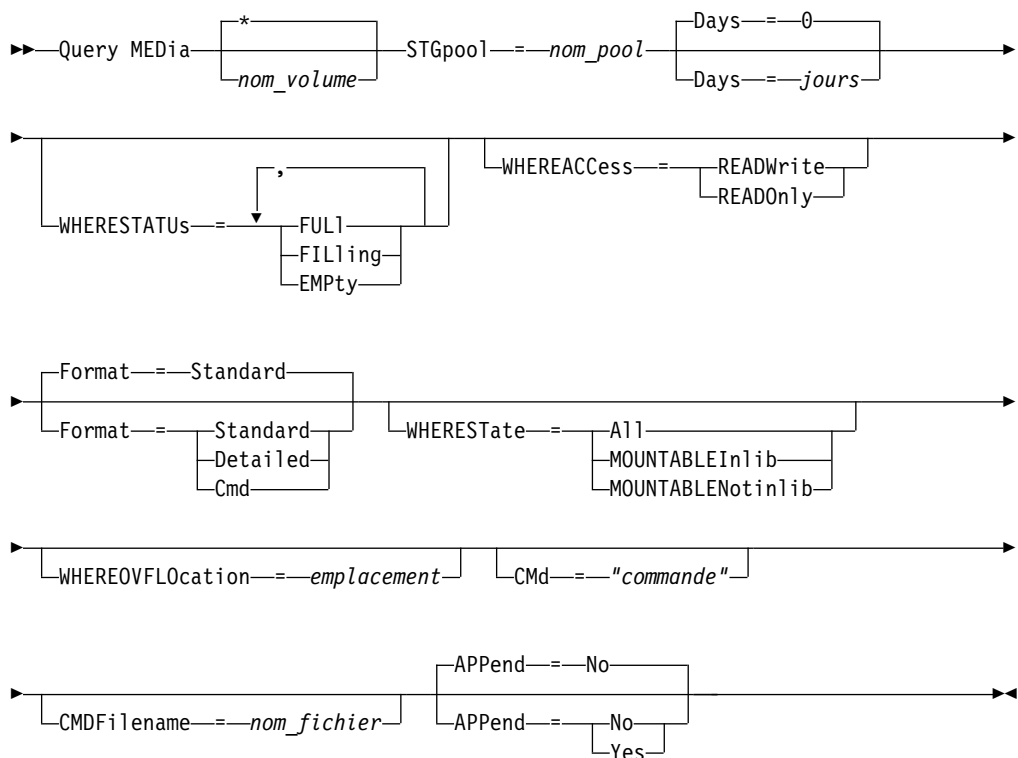 *
Days = 0
Query MEDia STGpool = nom_pool
nom_volume
Days = jours
,
WHEREACCess = READWrite
READOnly
WHERESTATUs = FULl
FILling
EMPty
Format = Standard
Format = Standard
Detailed
Cmd
WHERESTate = All
MOUNTABLEInlib
MOUNTABLENotinlib
WHEREOVFLOcation = emplacement
CMd = "commande"
APPend = No
CMDFilename = nom_fichier
APPend = No
Yes